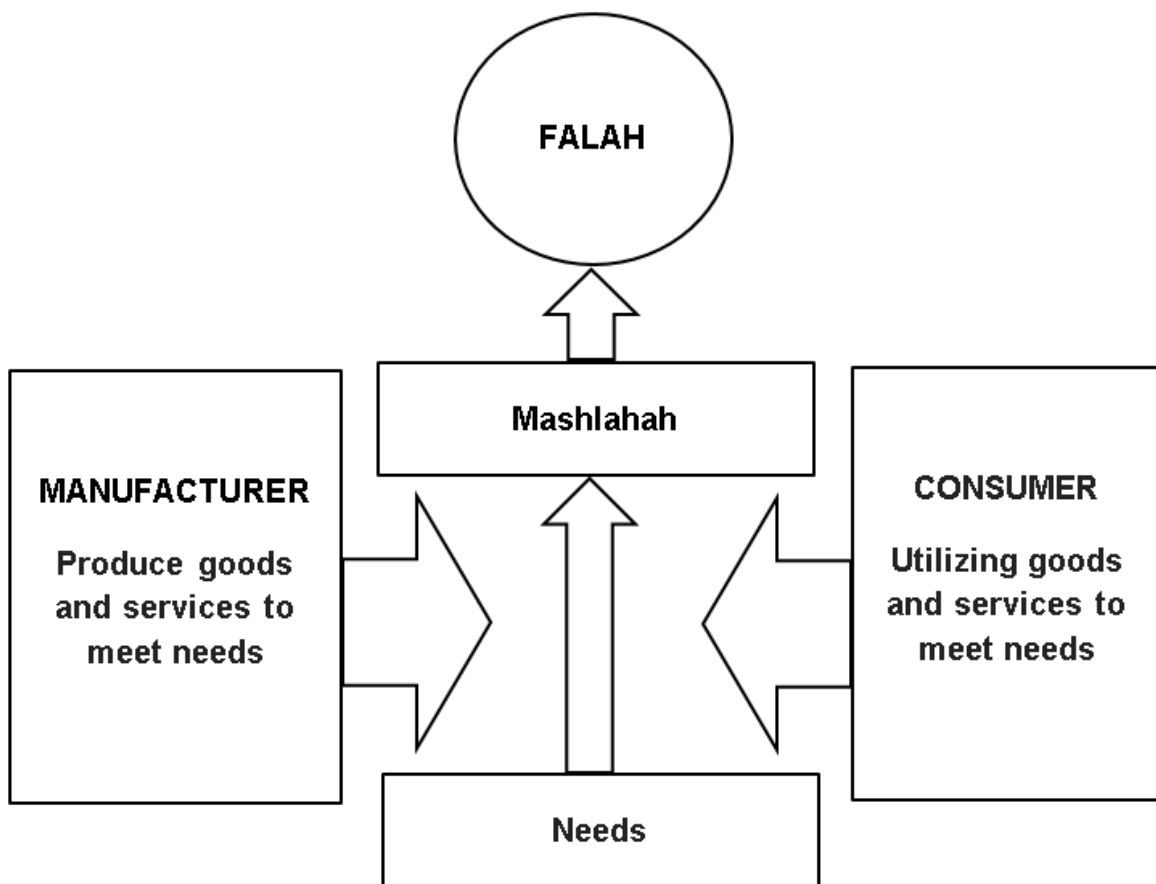 FALAH
Mashlahah
MANUFACTURER
Produce goods
and services to
meet needs
CONSUMER
Utilizing goods
and services to
meet needs
Needs